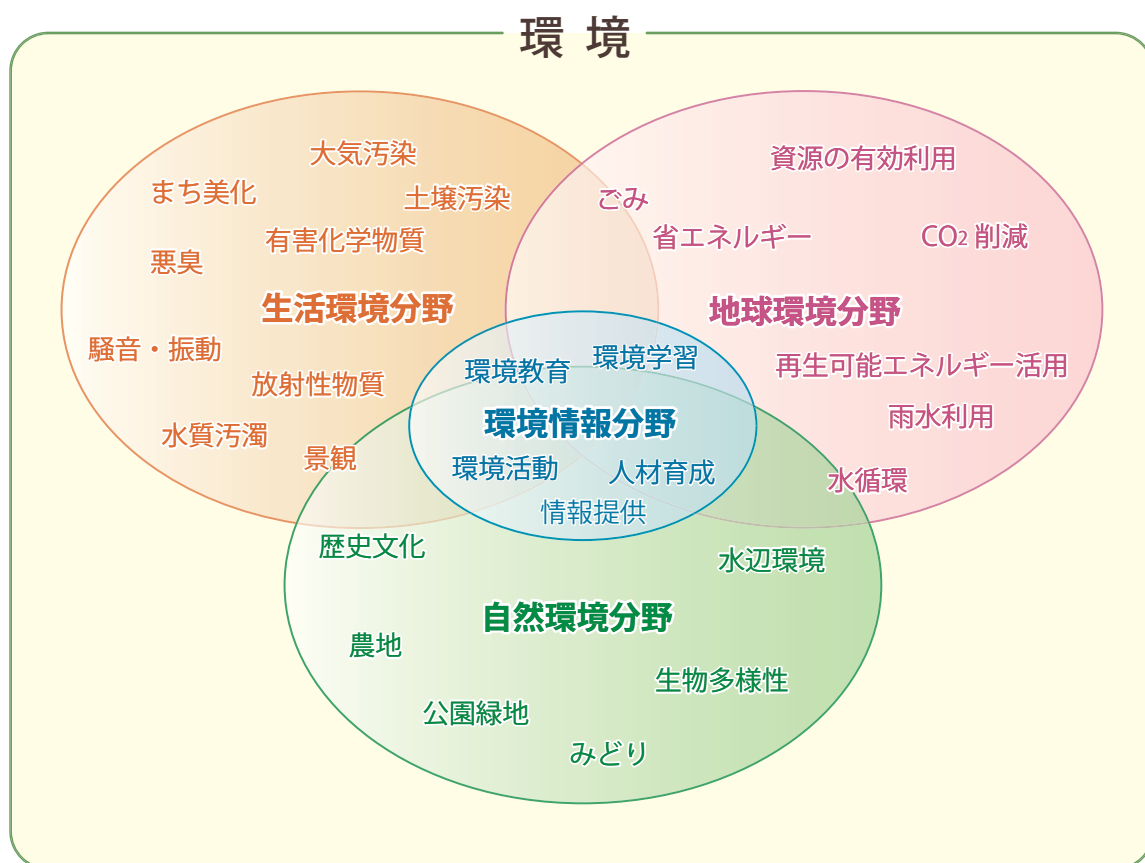 環 境
大気汚染
まち美化
土壌汚染
有害化学物質
悪臭
生活環境分野
騒音・振動
放射性物質
水質汚濁
景観
資源の有効利用
ごみ
省エネルギー
CO2 削減
地球環境分野
再生可能エネルギー活用
雨水利用
水循環
環境教育
環境学習
環境情報分野
環境活動
人材育成
情報提供
歴史文化
水辺環境
自然環境分野
農地
生物多様性
公園緑地
みどり